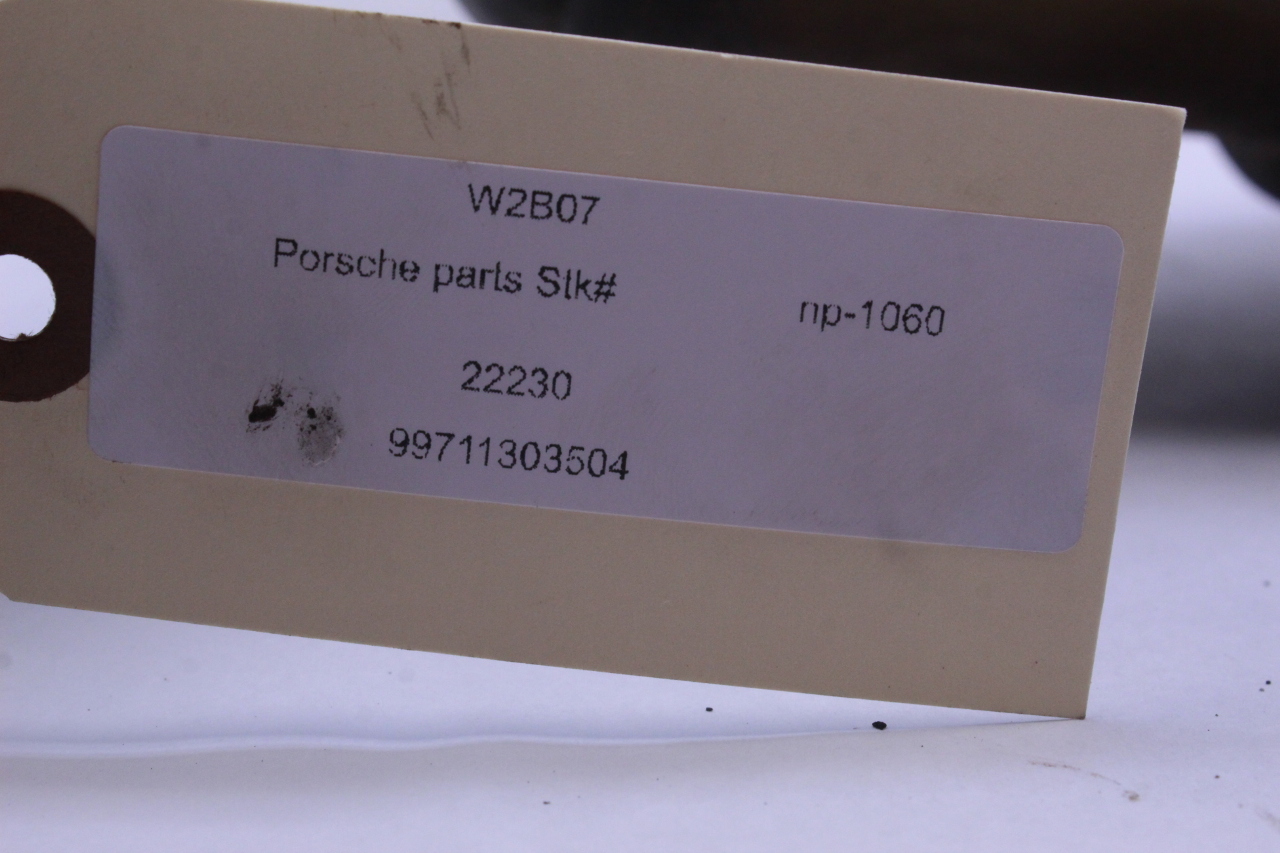 W2B07
Porsche parts Stk# np-1060
22230
99711303504